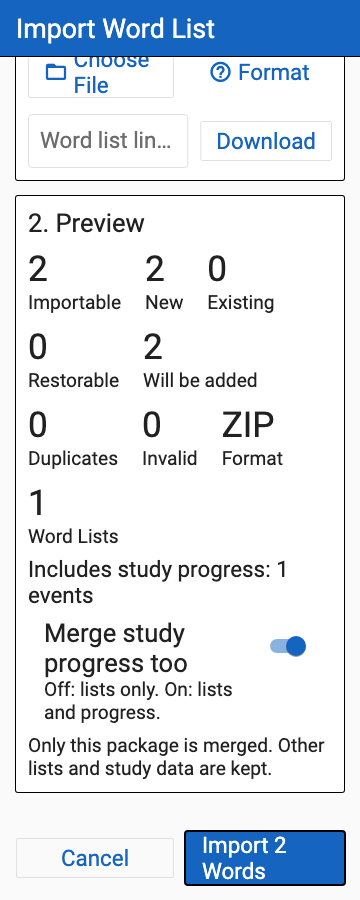 Import Word List
Choose
File
Format
Word list lin...
Download
2. Preview
2 2 0
Importable New Existing
0 2
Restorable Will be added
0 0 ZIP
Duplicates Invalid Format
1
Word Lists
Includes study progress: 1
events
Merge study
progress too
Off: lists only. On: lists
and progress.
Only this package is merged. Other
lists and study data are kept.
Cancel
Import 2
Words